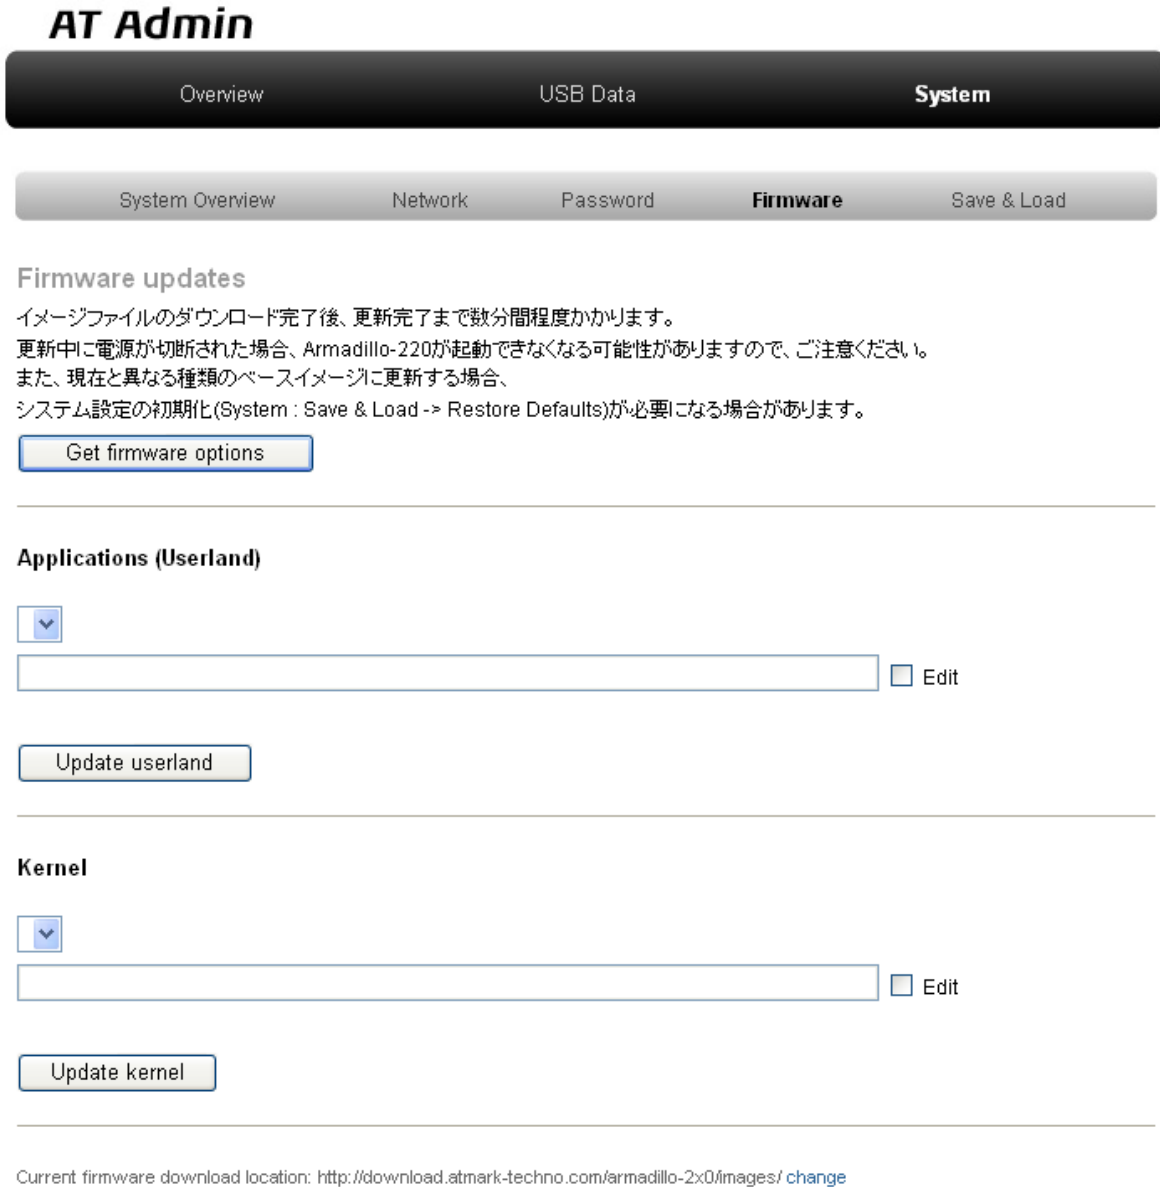 AT Admin
Overview USB Data System
System Overview Network Password Firmware Save & Load
Firmware updates
イメージファイルのダウンロード完了後、更新完了まで数分間程度かかります。
更新中に電源が切断された場合、Armadillo-220が起動できなくなる可能性がありますので、ご注意ください。
また、現在と異なる種類のベースイメージに更新する場合、
システム設定の初期化(System : Save & Load -> Restore Defaults)が必要になる場合があります。
Get firmware options
Applications (Userland)
Edit
Update userland
Kernel
Edit
Update kernel
Current firmware download location: http://download.atmark-techno.com/armadillo-2x0/images/ change